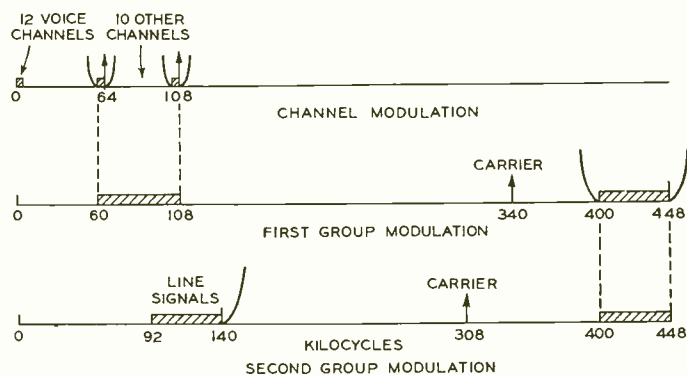 12 VOICE CHANNELS
10 OTHER CHANNELS
0 64 108
CHANNEL MODULATION
CARRIER
0 60 108 340 400 448
FIRST GROUP MODULATION
LINE SIGNALS
CARRIER
0 92 140 308 400 448
KILOCYCLES
SECOND GROUP MODULATION